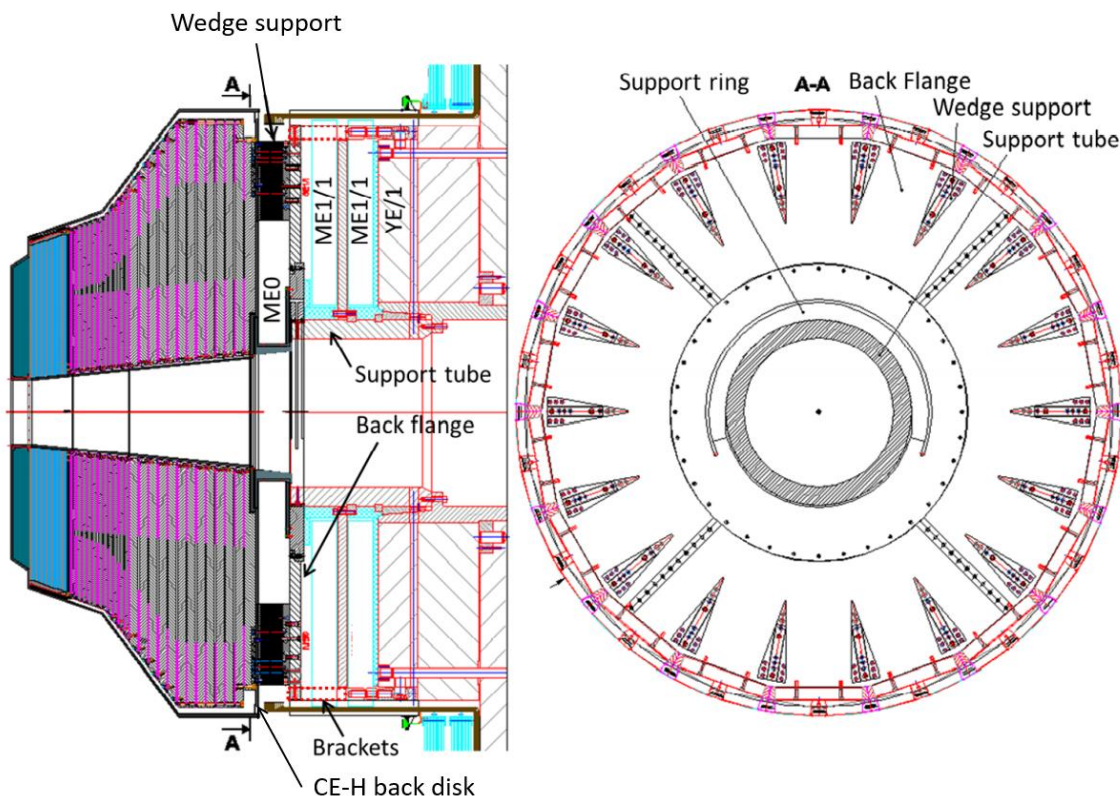 Wedge support
A
ME0
ME1/1
ME1/1
YE/1
Support tube
Back flange
A
Brackets
CE-H back disk
Support ring
A-A
Back Flange
Wedge support
Support tube